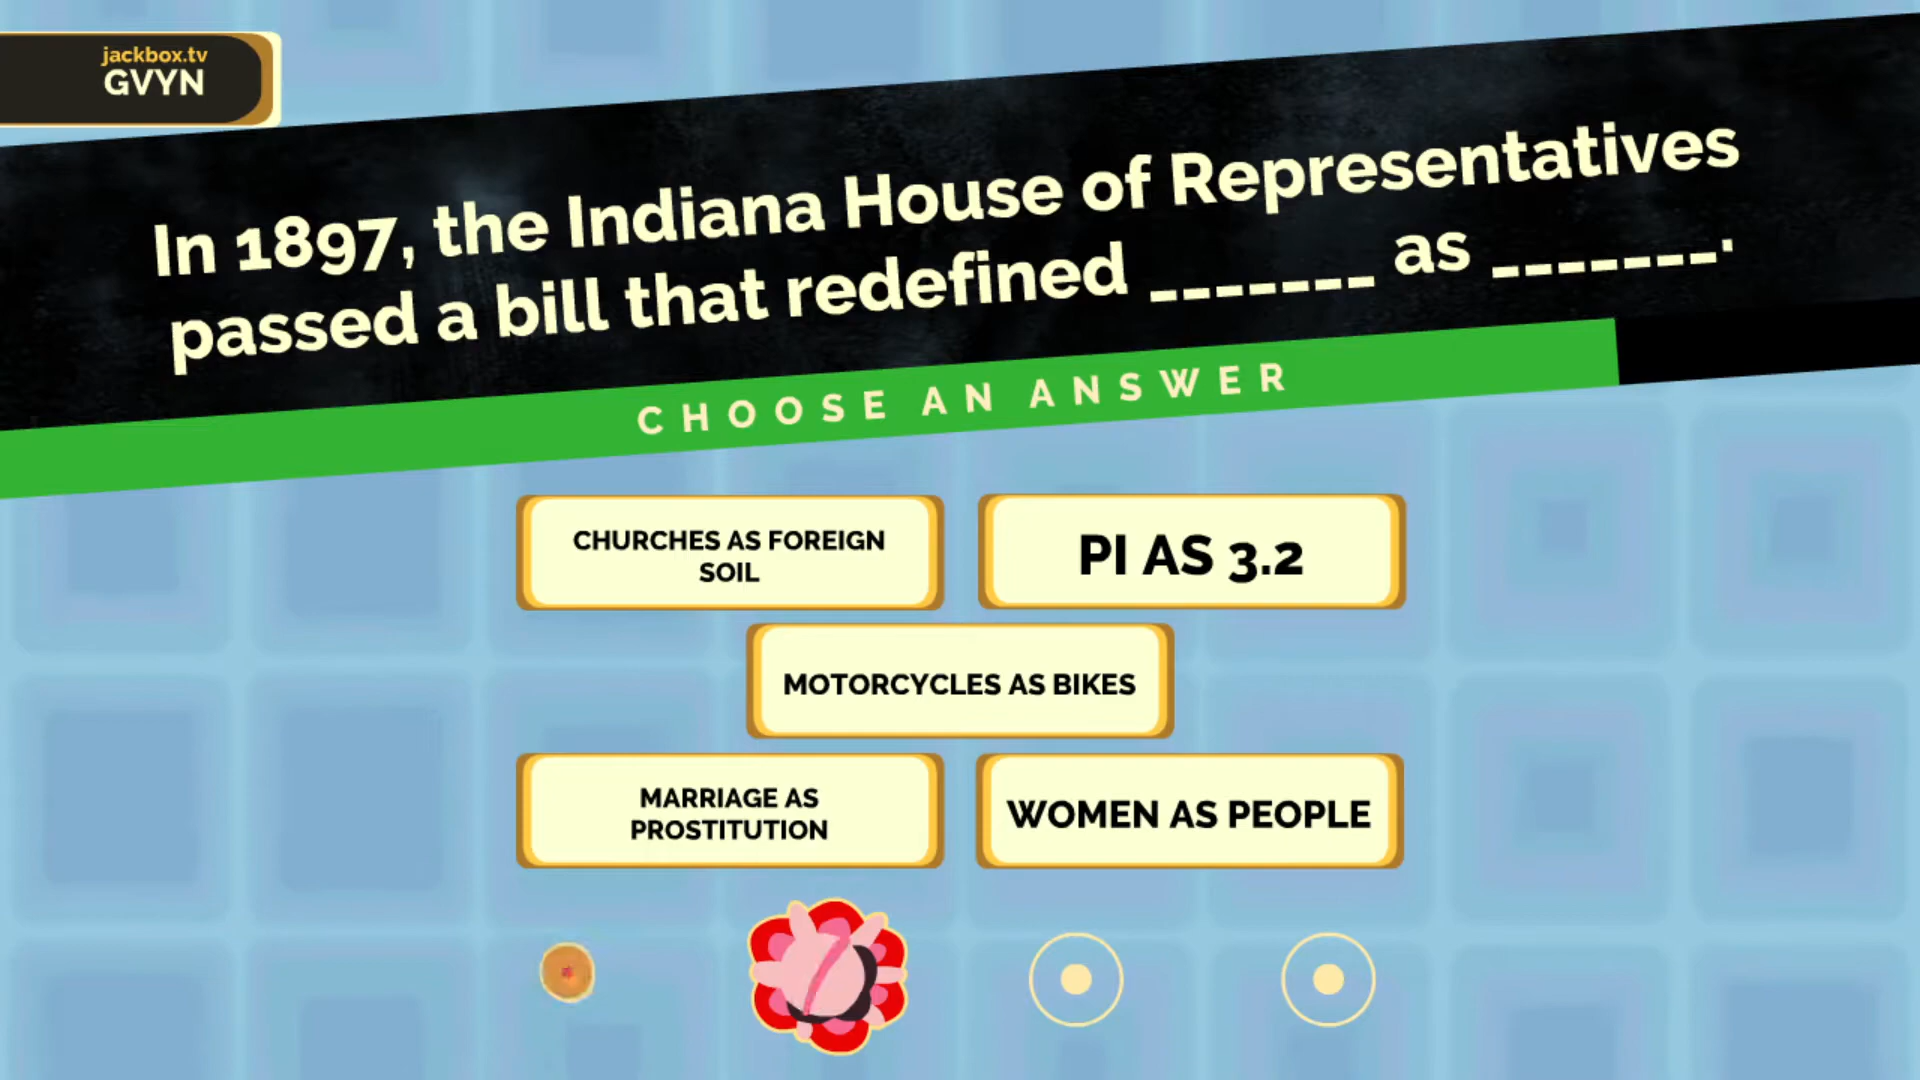 jackbox.tv
GVYN
In 1897, the Indiana House of Representatives
passed a bill that redefined _______ as _______.
CHOOSE AN ANSWER
CHURCHES AS FOREIGN
SOIL
PI AS 3.2
MOTORCYCLES AS BIKES
MARRIAGE AS
PROSTITUTION
WOMEN AS PEOPLE